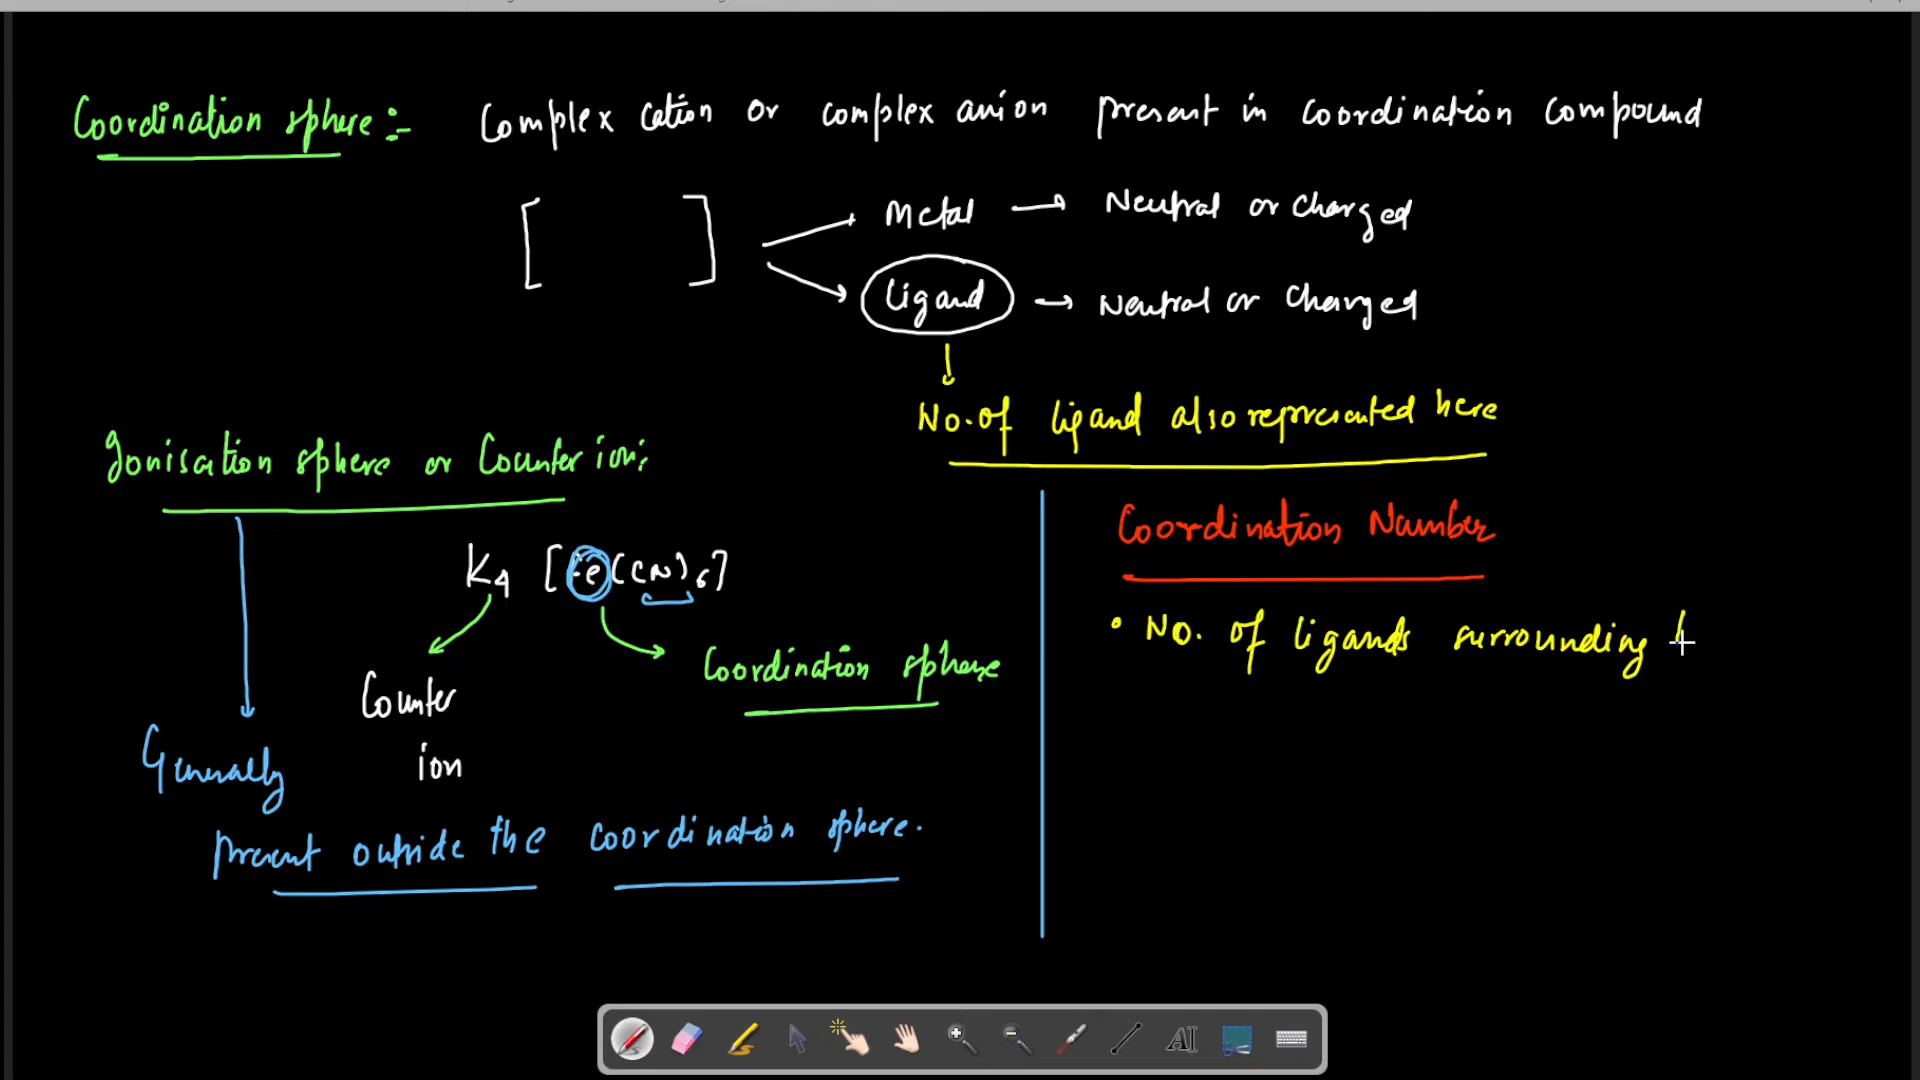 Coordination sphere:- Complex cation or complex anion present in coordination compound
[ ] Metal → Neutral or Charged
Ligand → Neutral or Charged
No. of ligand also represented here
Ionisation sphere or Counter ion:
K4 [Fe(CN)6]
Counter
ion
Coordination sphere
Generally
present outside the coordination sphere.
Coordination Number
• No. of ligands surrounding
AI